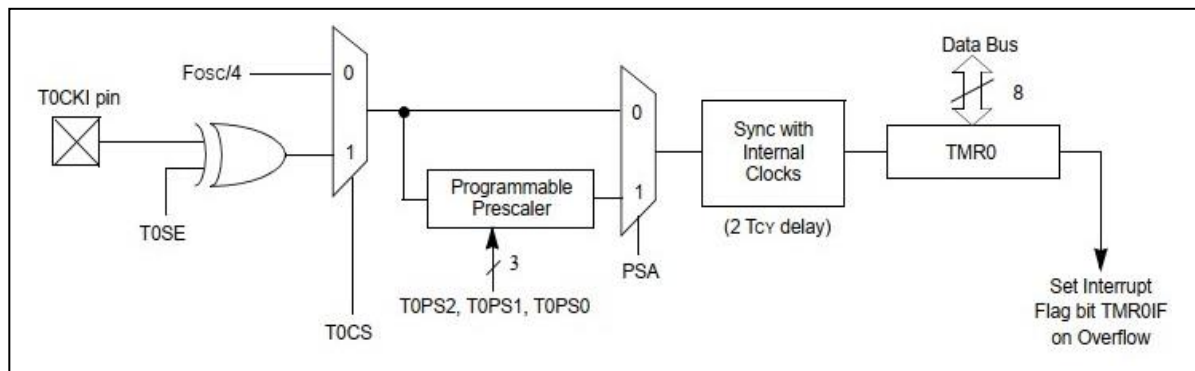 T0CKI pin
Fosc/4
0
1
T0SE
T0CS
Programmable
Prescaler
3
T0PS2, T0PS1, T0PS0
0
1
PSA
Sync with
Internal
Clocks
(2 TCY delay)
Data Bus
8
TMR0
Set Interrupt
Flag bit TMR0IF
on Overflow